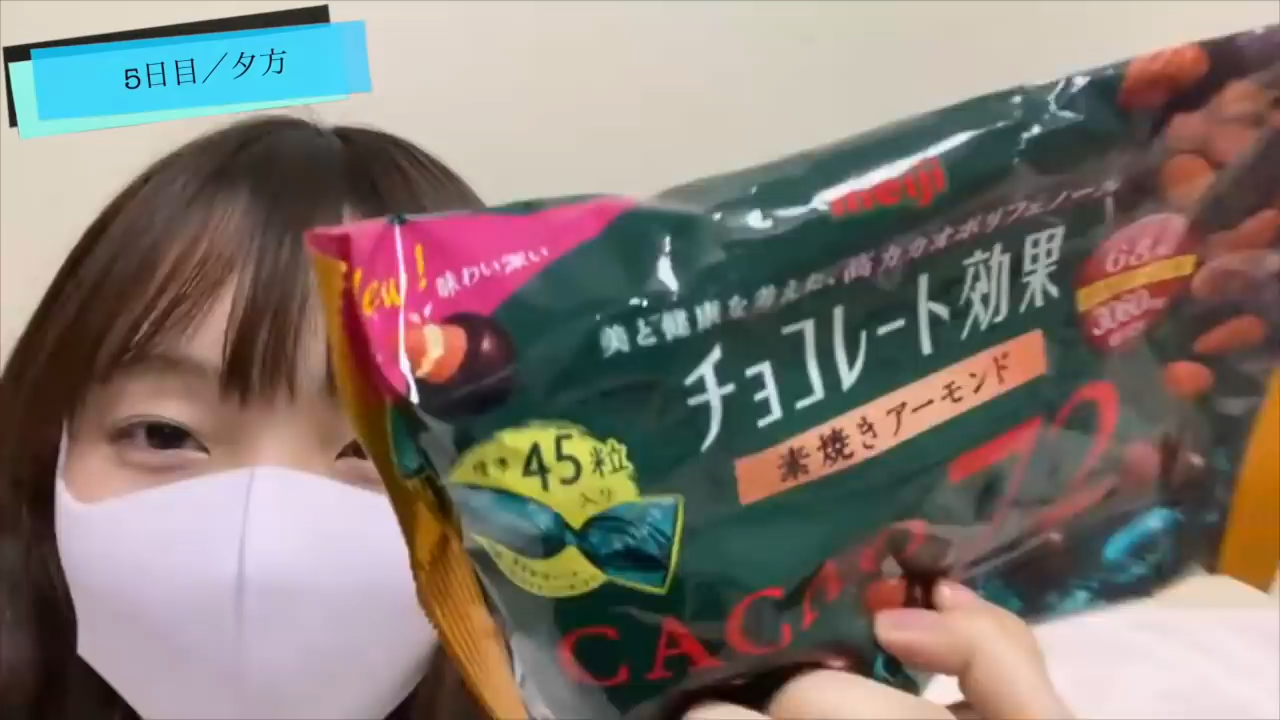 5日目／夕方
meiji
New!
味わい深い
美と健康を考えた、高カカオポリフェノール
チョコレート効果
素焼きアーモンド
標準
45粒
入り
CACAO
72